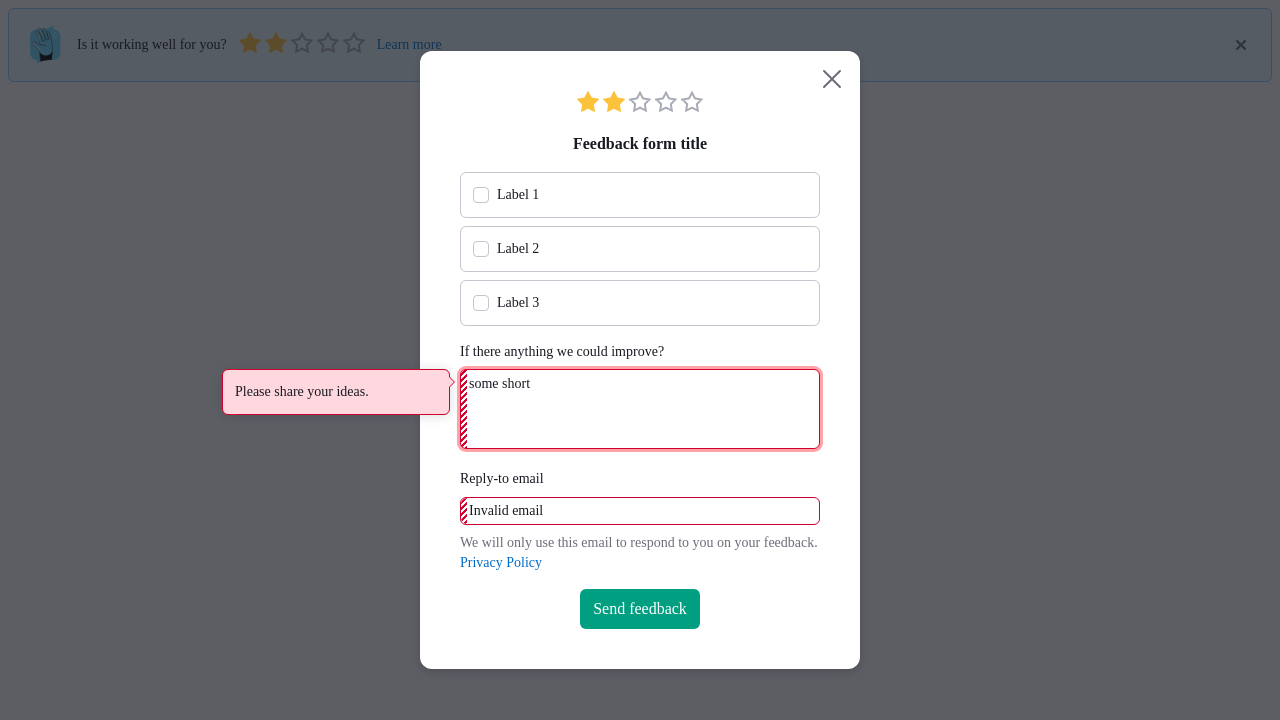 Is it working well for you?
Learn more
Feedback form title
Label 1
Label 2
Label 3
If there anything we could improve?
Please share your ideas.
some short
Reply-to email
Invalid email
We will only use this email to respond to you on your feedback.
Privacy Policy
Send feedback